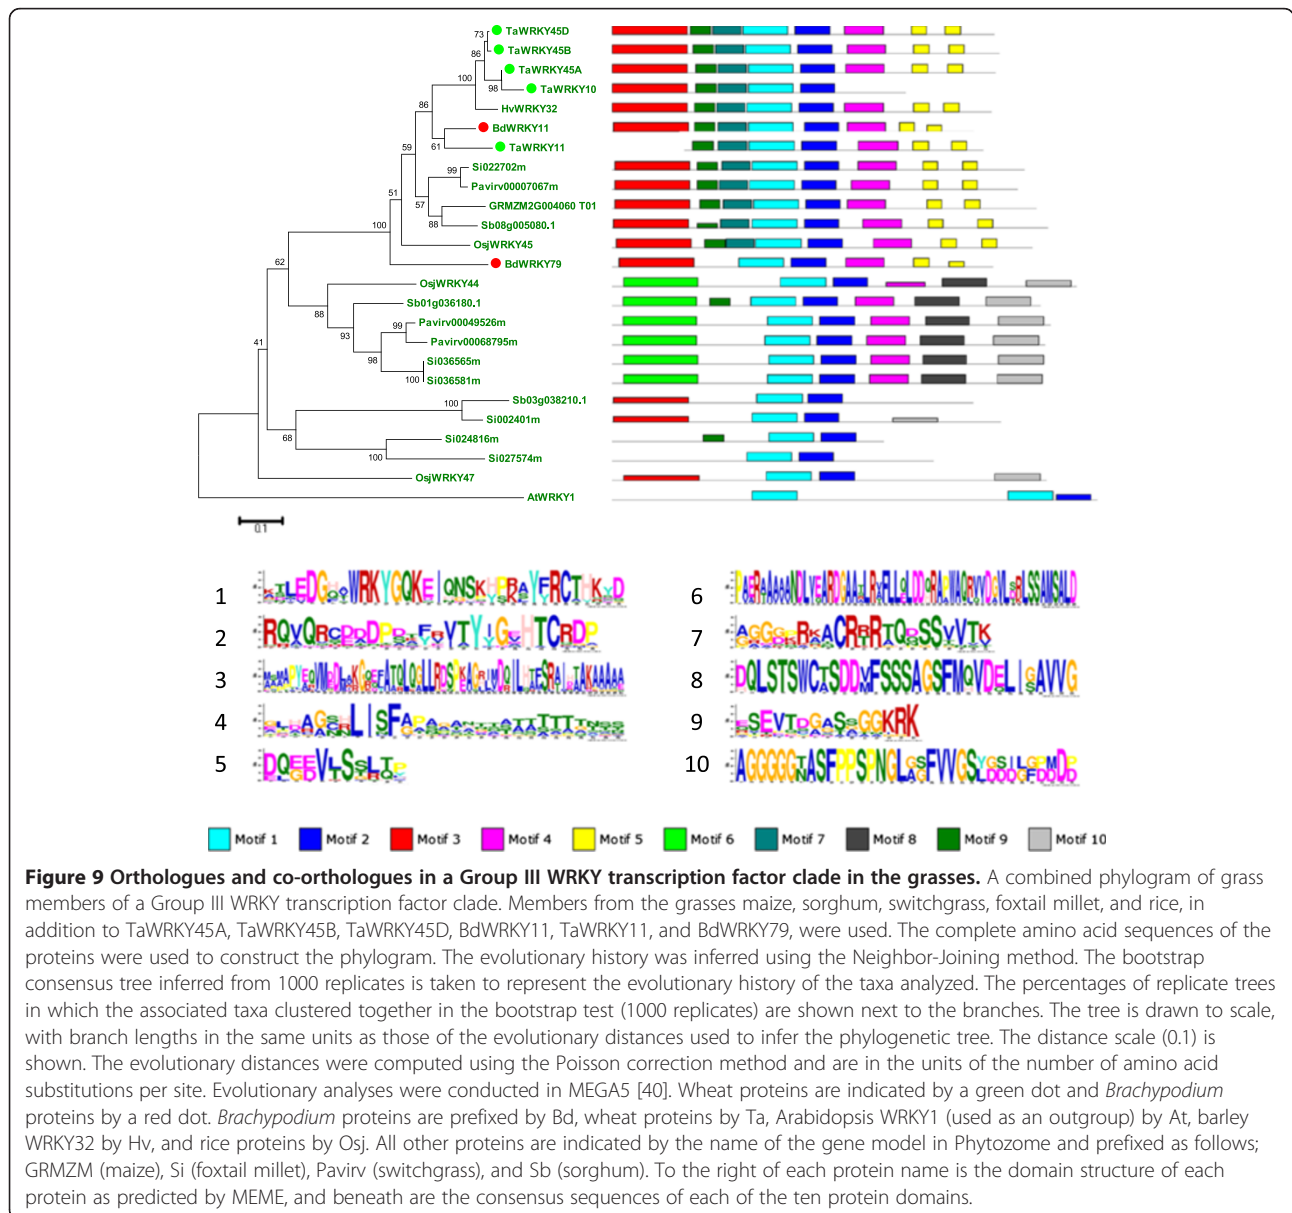 73
TaWRKY45D
TaWRKY45B
86
TaWRKY45A
100
98
TaWRKY10
HvWRKY32
86
BdWRKY11
61
TaWRKY11
59
99
Si022702m
Pavirv00007067m
57
GRMZM2G004060 T01
51
88
Sb08g005080.1
100
OsjWRKY45
BdWRKY79
62
OsjWRKY44
88
Sb01g036180.1
99
Pavirv00049526m
93
Pavirv00068795m
41
98
Si036565m
100
Si036581m
100
Sb03g038210.1
Si002401m
68
Si024816m
100
Si027574m
OsjWRKY47
AtWRKY1
0.1
1
6
2
7
3
8
4
9
5
10
Motif 1 Motif 2 Motif 3 Motif 4 Motif 5 Motif 6 Motif 7 Motif 8 Motif 9 Motif 10
Figure 9 Orthologues and co-orthologues in a Group III WRKY transcription factor clade in the grasses. A combined phylogram of grass
members of a Group III WRKY transcription factor clade. Members from the grasses maize, sorghum, switchgrass, foxtail millet, and rice, in
addition to TaWRKY45A, TaWRKY45B, TaWRKY45D, BdWRKY11, TaWRKY11, and BdWRKY79, were used. The complete amino acid sequences of the
proteins were used to construct the phylogram. The evolutionary history was inferred using the Neighbor-Joining method. The bootstrap
consensus tree inferred from 1000 replicates is taken to represent the evolutionary history of the taxa analyzed. The percentages of replicate trees
in which the associated taxa clustered together in the bootstrap test (1000 replicates) are shown next to the branches. The tree is drawn to scale,
with branch lengths in the same units as those of the evolutionary distances used to infer the phylogenetic tree. The distance scale (0.1) is
shown. The evolutionary distances were computed using the Poisson correction method and are in the units of the number of amino acid
substitutions per site. Evolutionary analyses were conducted in MEGA5 [40]. Wheat proteins are indicated by a green dot and Brachypodium
proteins by a red dot. Brachypodium proteins are prefixed by Bd, wheat proteins by Ta, Arabidopsis WRKY1 (used as an outgroup) by At, barley
WRKY32 by Hv, and rice proteins by Osj. All other proteins are indicated by the name of the gene model in Phytozome and prefixed as follows;
GRMZM (maize), Si (foxtail millet), Pavirv (switchgrass), and Sb (sorghum). To the right of each protein name is the domain structure of each
protein as predicted by MEME, and beneath are the consensus sequences of each of the ten protein domains.